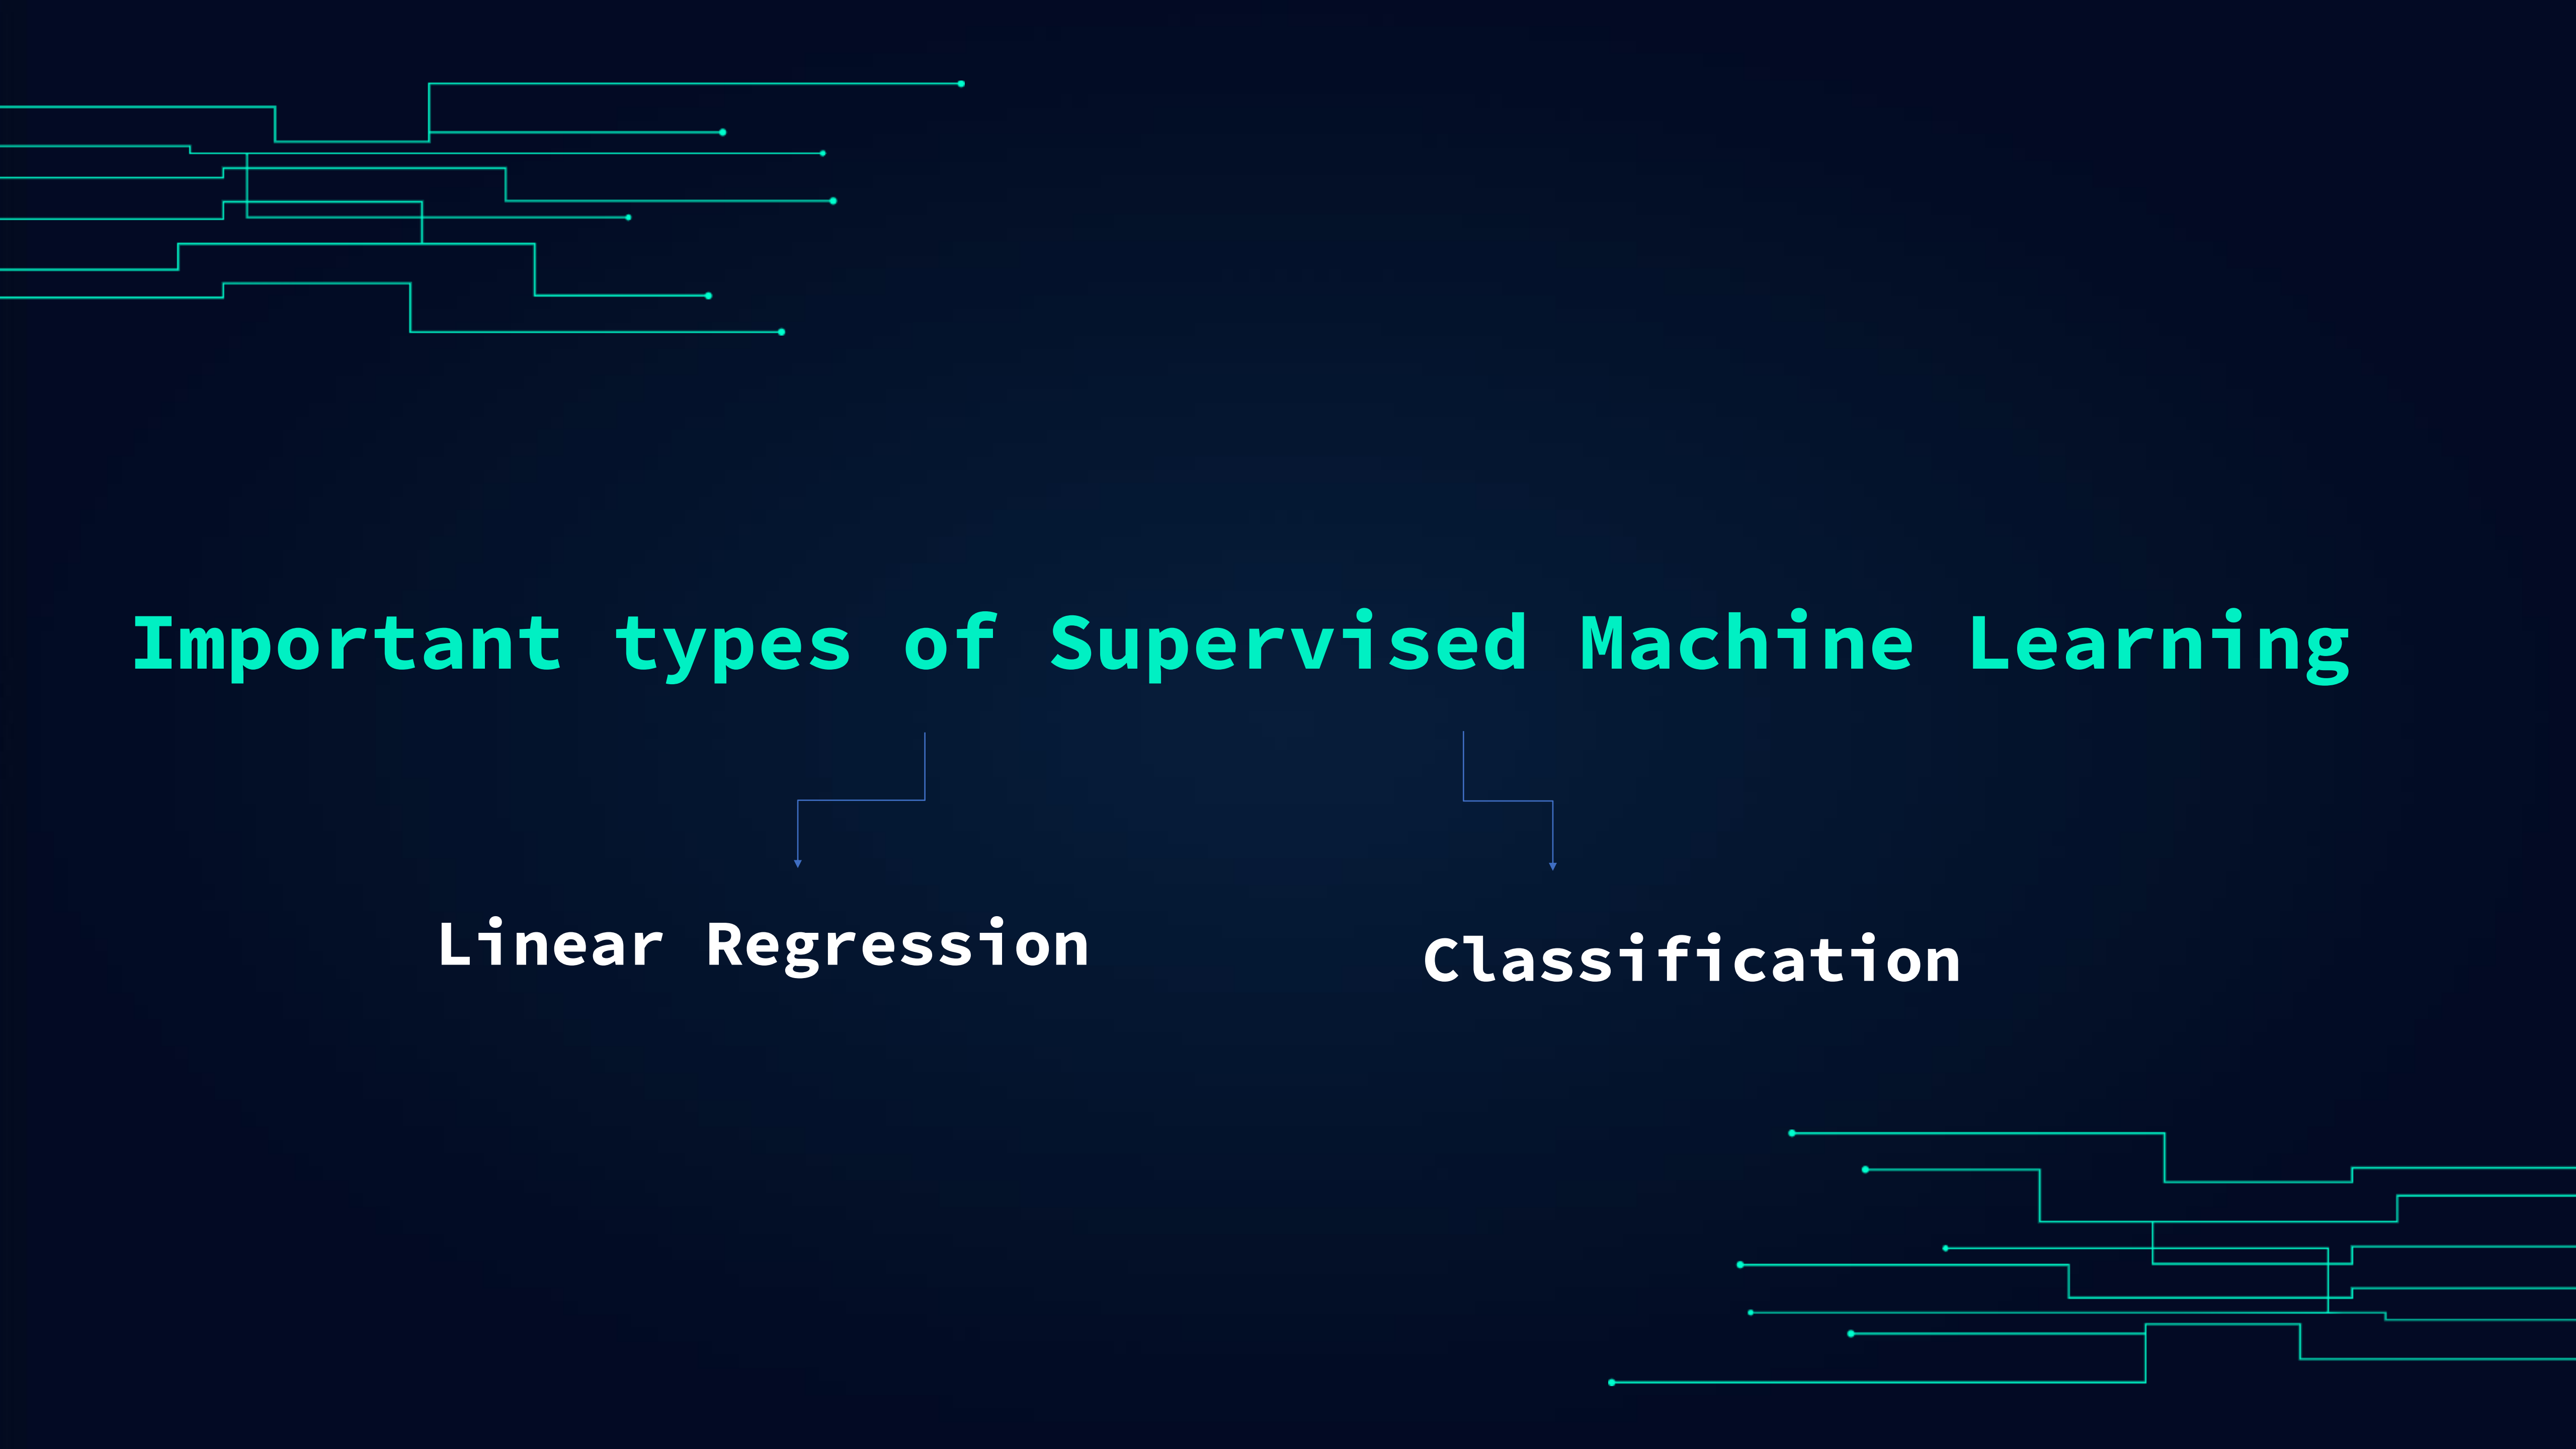 Important types of Supervised Machine Learning
Linear Regression
Classification